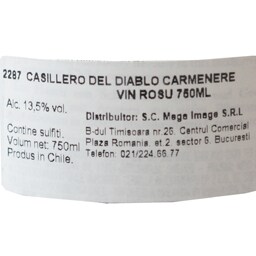 2287 CASILLERO DEL DIABLO CARMENERE
VIN ROSU 750ML
Alc. 13,5% vol.
Distribuitor: S.C. Mega Image S.R.L
Contine sulfiti.
B-dul Timisoara nr.26, Centrul Comercial
Volum net: 750ml
Plaza Romania, et 2, sector 6, Bucuresti
Produs in Chile.
Telefon: 021/224.66.77